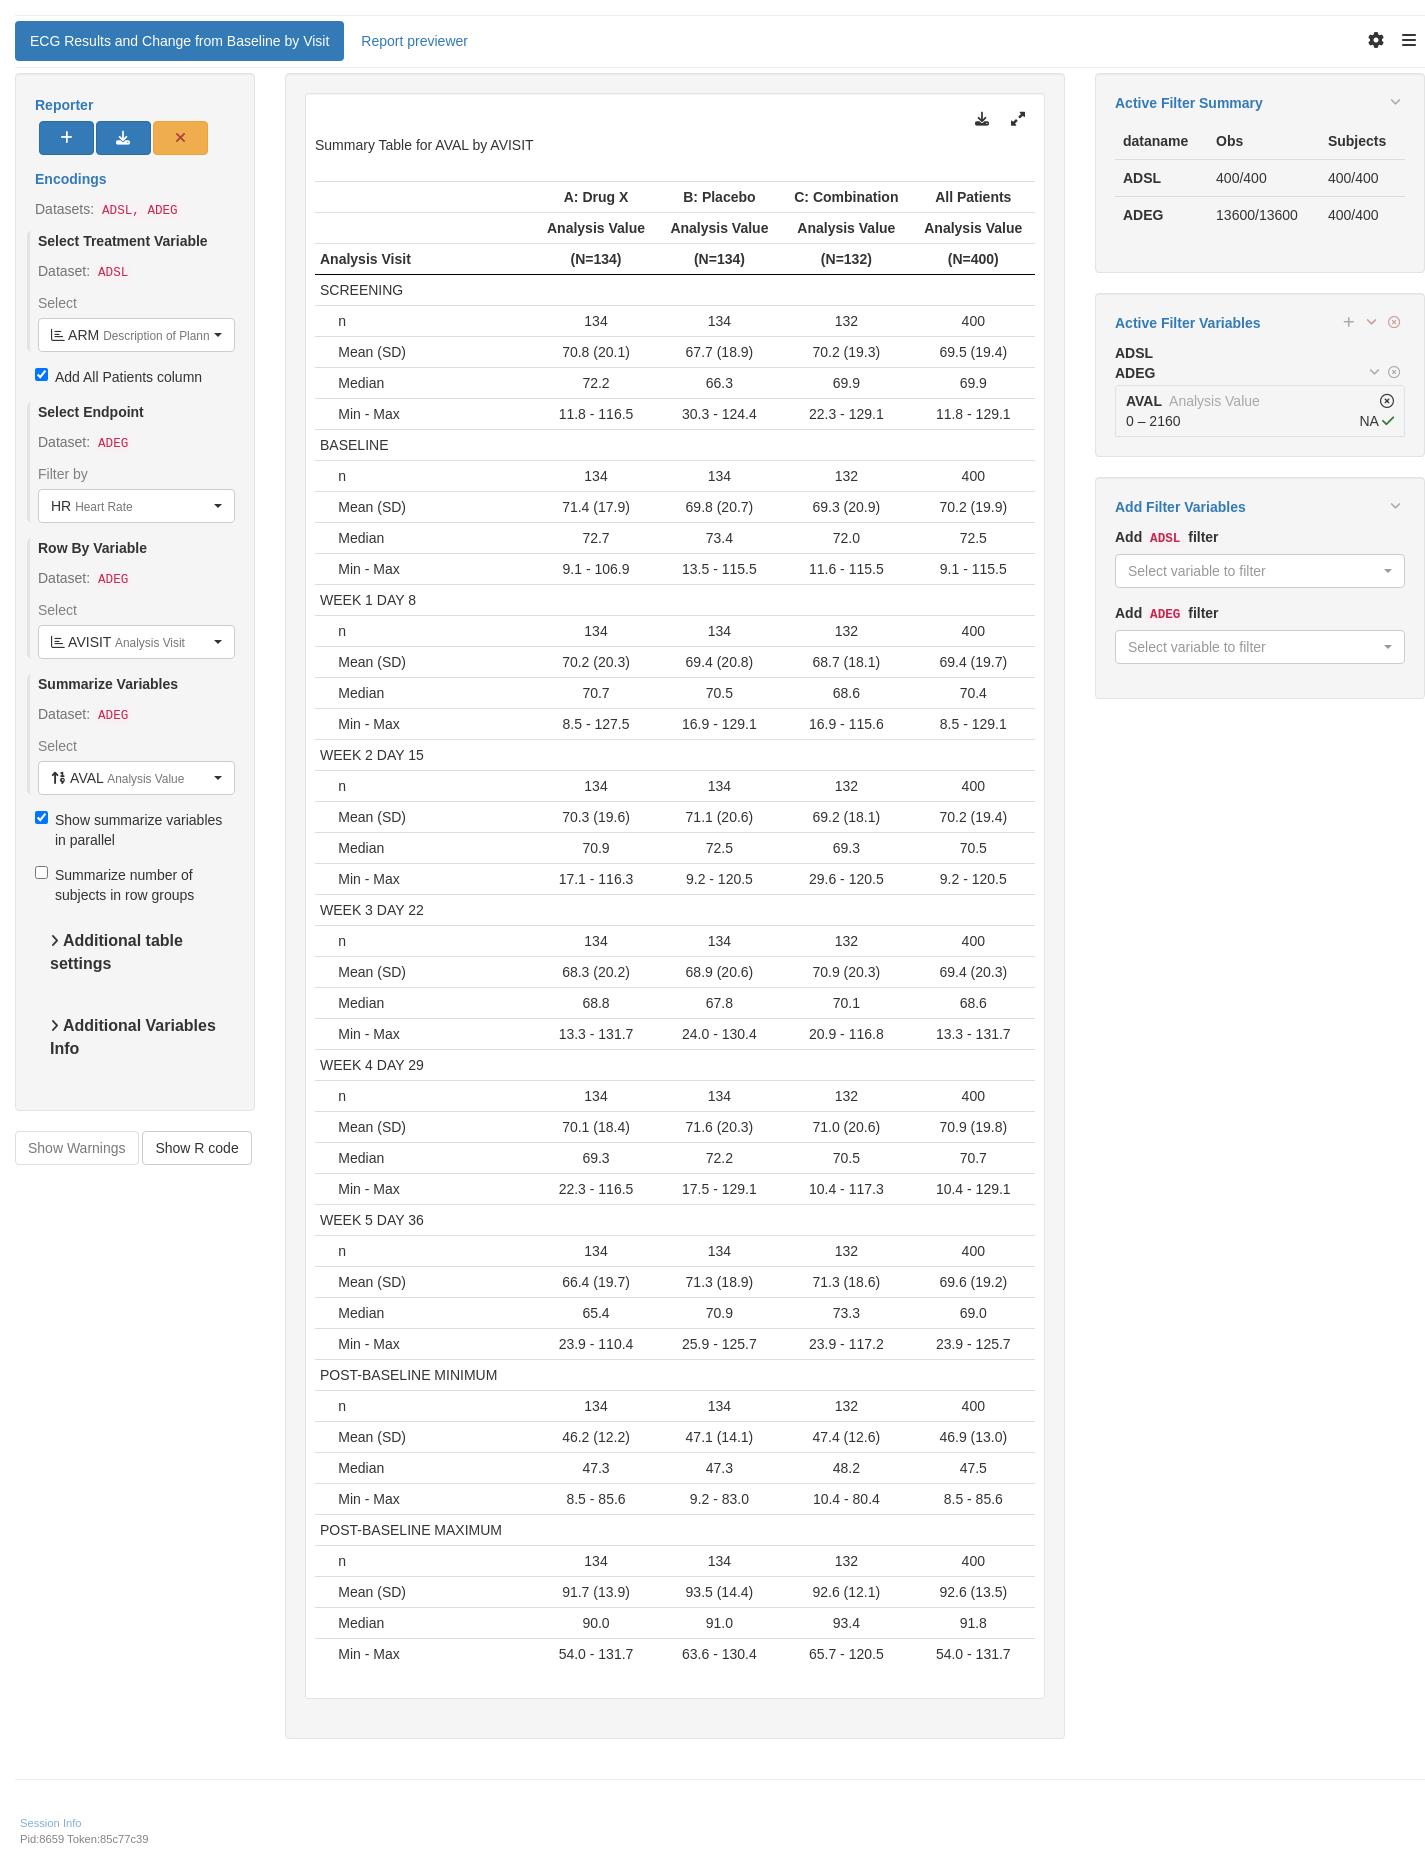 ECG Results and Change from Baseline by Visit Report previewer
Reporter
Encodings
Datasets: ADSL, ADEG
Select Treatment Variable
Dataset: ADSL
Select
ARM Description of Plann
Add All Patients column
Select Endpoint
Dataset: ADEG
Filter by
HR Heart Rate
Row By Variable
Dataset: ADEG
Select
AVISIT Analysis Visit
Summarize Variables
Dataset: ADEG
Select
AVAL Analysis Value
Show summarize variables
in parallel
Summarize number of
subjects in row groups
Additional table
settings
Additional Variables
Info
Show Warnings Show R code
Summary Table for AVAL by AVISIT
A: Drug X B: Placebo C: Combination All Patients
Analysis Value Analysis Value Analysis Value Analysis Value
Analysis Visit (N=134) (N=134) (N=132) (N=400)
SCREENING
n 134 134 132 400
Mean (SD) 70.8 (20.1) 67.7 (18.9) 70.2 (19.3) 69.5 (19.4)
Median 72.2 66.3 69.9 69.9
Min - Max 11.8 - 116.5 30.3 - 124.4 22.3 - 129.1 11.8 - 129.1
BASELINE
n 134 134 132 400
Mean (SD) 71.4 (17.9) 69.8 (20.7) 69.3 (20.9) 70.2 (19.9)
Median 72.7 73.4 72.0 72.5
Min - Max 9.1 - 106.9 13.5 - 115.5 11.6 - 115.5 9.1 - 115.5
WEEK 1 DAY 8
n 134 134 132 400
Mean (SD) 70.2 (20.3) 69.4 (20.8) 68.7 (18.1) 69.4 (19.7)
Median 70.7 70.5 68.6 70.4
Min - Max 8.5 - 127.5 16.9 - 129.1 16.9 - 115.6 8.5 - 129.1
WEEK 2 DAY 15
n 134 134 132 400
Mean (SD) 70.3 (19.6) 71.1 (20.6) 69.2 (18.1) 70.2 (19.4)
Median 70.9 72.5 69.3 70.5
Min - Max 17.1 - 116.3 9.2 - 120.5 29.6 - 120.5 9.2 - 120.5
WEEK 3 DAY 22
n 134 134 132 400
Mean (SD) 68.3 (20.2) 68.9 (20.6) 70.9 (20.3) 69.4 (20.3)
Median 68.8 67.8 70.1 68.6
Min - Max 13.3 - 131.7 24.0 - 130.4 20.9 - 116.8 13.3 - 131.7
WEEK 4 DAY 29
n 134 134 132 400
Mean (SD) 70.1 (18.4) 71.6 (20.3) 71.0 (20.6) 70.9 (19.8)
Median 69.3 72.2 70.5 70.7
Min - Max 22.3 - 116.5 17.5 - 129.1 10.4 - 117.3 10.4 - 129.1
WEEK 5 DAY 36
n 134 134 132 400
Mean (SD) 66.4 (19.7) 71.3 (18.9) 71.3 (18.6) 69.6 (19.2)
Median 65.4 70.9 73.3 69.0
Min - Max 23.9 - 110.4 25.9 - 125.7 23.9 - 117.2 23.9 - 125.7
POST-BASELINE MINIMUM
n 134 134 132 400
Mean (SD) 46.2 (12.2) 47.1 (14.1) 47.4 (12.6) 46.9 (13.0)
Median 47.3 47.3 48.2 47.5
Min - Max 8.5 - 85.6 9.2 - 83.0 10.4 - 80.4 8.5 - 85.6
POST-BASELINE MAXIMUM
n 134 134 132 400
Mean (SD) 91.7 (13.9) 93.5 (14.4) 92.6 (12.1) 92.6 (13.5)
Median 90.0 91.0 93.4 91.8
Min - Max 54.0 - 131.7 63.6 - 130.4 65.7 - 120.5 54.0 - 131.7
Active Filter Summary
dataname Obs Subjects
ADSL 400/400 400/400
ADEG 13600/13600 400/400
Active Filter Variables
ADSL
ADEG
AVAL Analysis Value
0 – 2160 NA
Add Filter Variables
Add ADSL filter
Select variable to filter
Add ADEG filter
Select variable to filter
Session Info
Pid:8659 Token:85c77c39